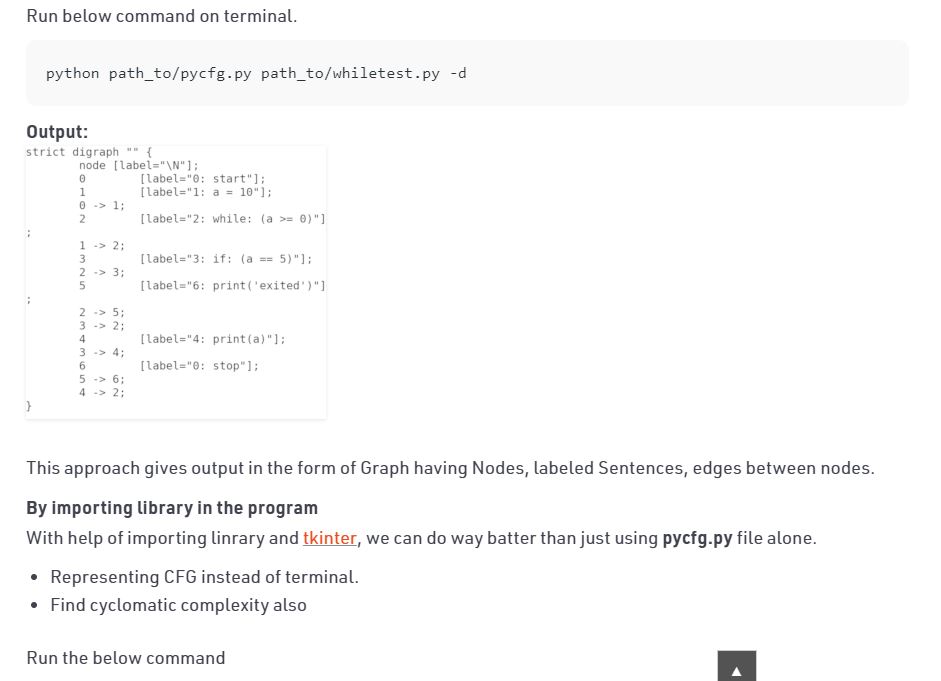 Run below command on terminal.
python path_to/pycfg.py path_to/whiletest.py -d
Output:
strict digraph "" {
node [label="\N"];
0 [label="0: start"];
1 [label="1: a = 10"];
0 -> 1;
2 [label="2: while: (a >= 0)"]
;
1 -> 2;
3 [label="3: if: (a == 5)"];
2 -> 3;
5 [label="6: print('exited')"]
;
2 -> 5;
3 -> 2;
4 [label="4: print(a)"];
3 -> 4;
6 [label="0: stop"];
5 -> 6;
4 -> 2;
}
This approach gives output in the form of Graph having Nodes, labeled Sentences, edges between nodes.
By importing library in the program
With help of importing linrary and tkinter, we can do way batter than just using pycfg.py file alone.
• Representing CFG instead of terminal.
• Find cyclomatic complexity also
Run the below command